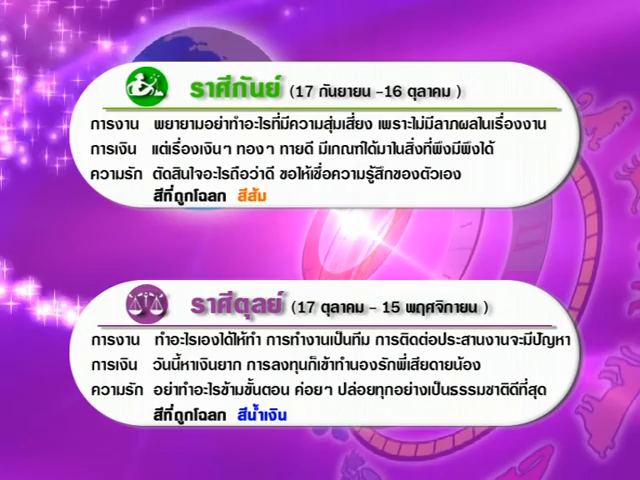 ราศีกันย์ (17 กันยายน -16 ตุลาคม )
การงาน พยายามอย่าทำอะไรที่มีความสุ่มเสี่ยง เพราะไม่มีลาภผลในเรื่องงาน
การเงิน แต่เรื่องเงินๆ ทองๆ ทายดี มีเกณฑ์ได้มาในสิ่งที่พึงมีพึงได้
ความรัก ตัดสินใจอะไรถือว่าดี ขอให้เชื่อความรู้สึกของตัวเอง
สีที่ถูกโฉลก สีส้ม
ราศีตุลย์ (17 ตุลาคม - 15 พฤศจิกายน )
การงาน ทำอะไรเองได้ให้ทำ การทำงานเป็นทีม การติดต่อประสานงานจะมีปัญหา
การเงิน วันนี้หาเงินยาก การลงทุนก็เข้าทำนองรักพี่เสียดายน้อง
ความรัก อย่าทำอะไรข้ามขั้นตอน ค่อยๆ ปล่อยทุกอย่างเป็นธรรมชาติดีที่สุด
สีที่ถูกโฉลก สีน้ำเงิน